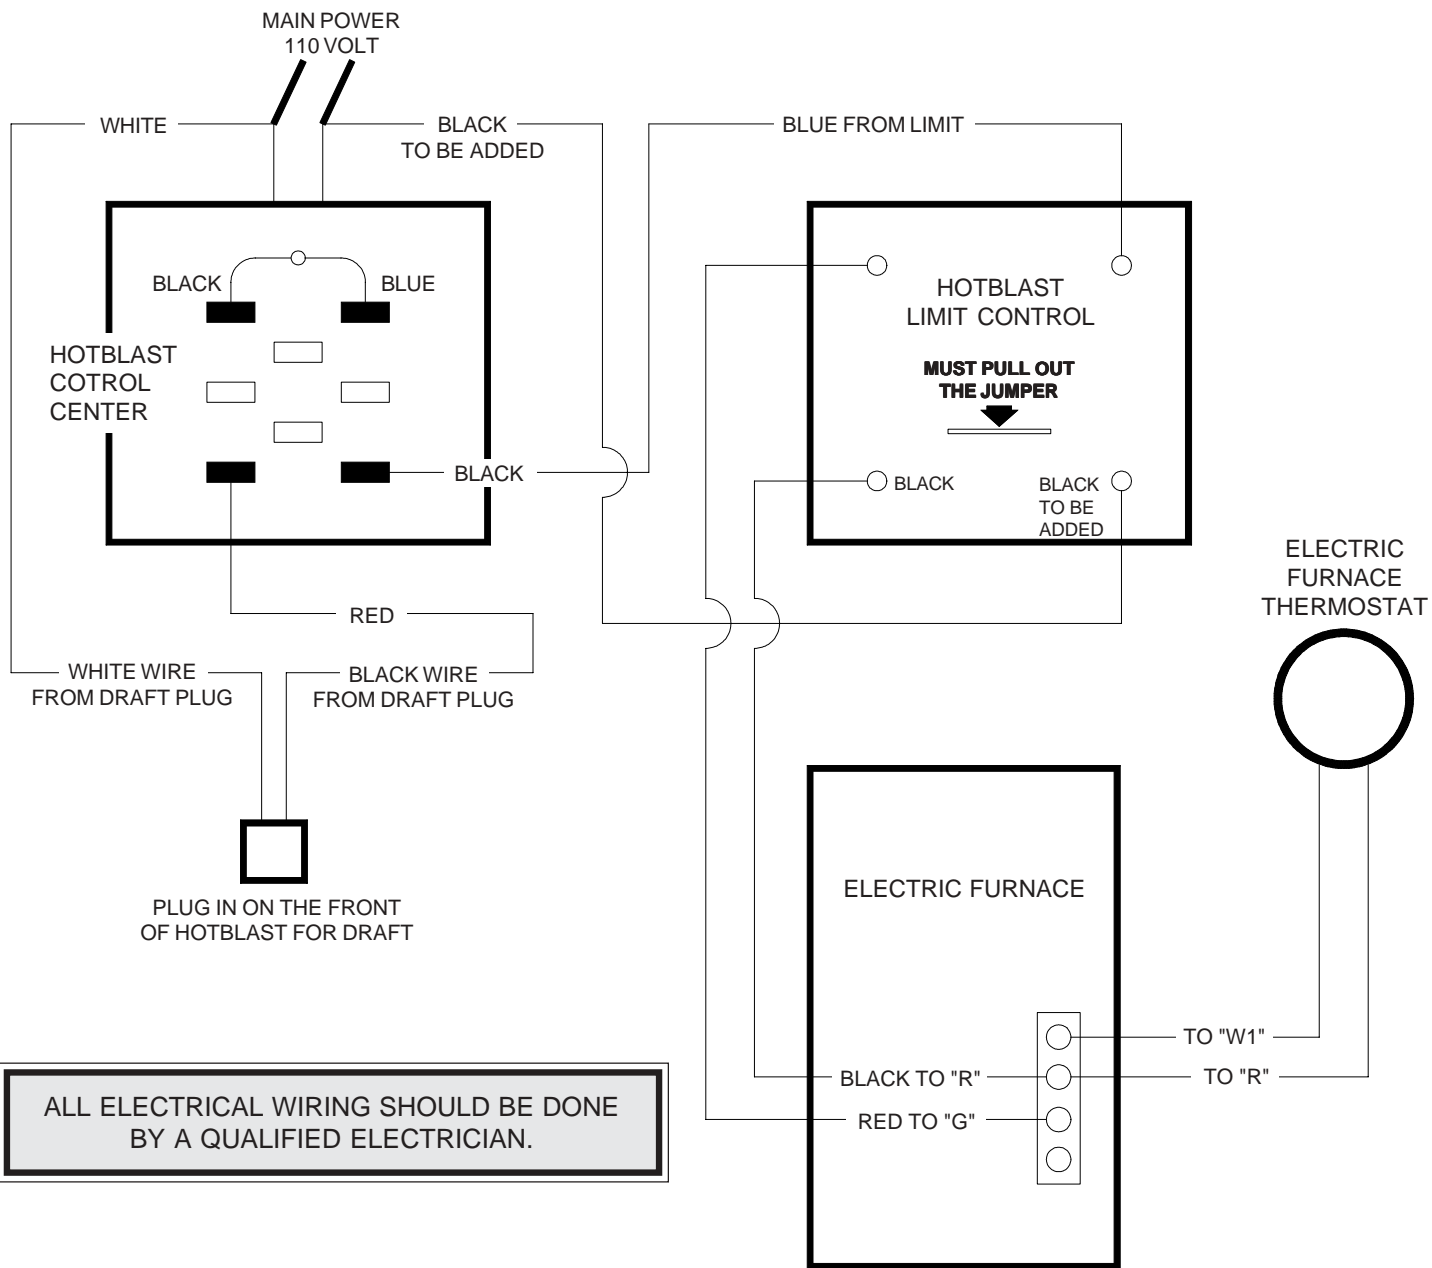 MAIN POWER
110 VOLT
WHITE
BLACK
TO BE ADDED
BLUE FROM LIMIT
BLACK
BLUE
HOTBLAST
COTROL
CENTER
BLACK
RED
WHITE WIRE
FROM DRAFT PLUG
BLACK WIRE
FROM DRAFT PLUG
PLUG IN ON THE FRONT
OF HOTBLAST FOR DRAFT
HOTBLAST
LIMIT CONTROL
MUST PULL OUT
THE JUMPER
BLACK
BLACK
TO BE
ADDED
ELECTRIC
FURNACE
THERMOSTAT
ELECTRIC FURNACE
TO "W1"
BLACK TO "R"
TO "R"
RED TO "G"
ALL ELECTRICAL WIRING SHOULD BE DONE
BY A QUALIFIED ELECTRICIAN.